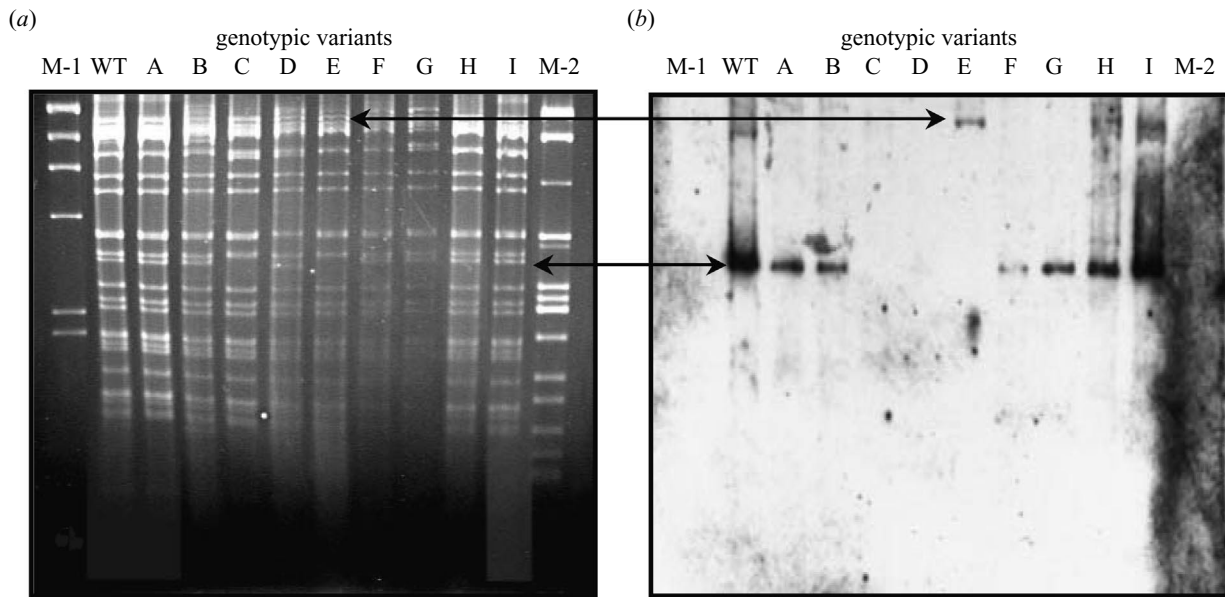 (a)
genotypic variants
M-1 WT A B C D E F G H I M-2
(b)
genotypic variants
M-1 WT A B C D E F G H I M-2